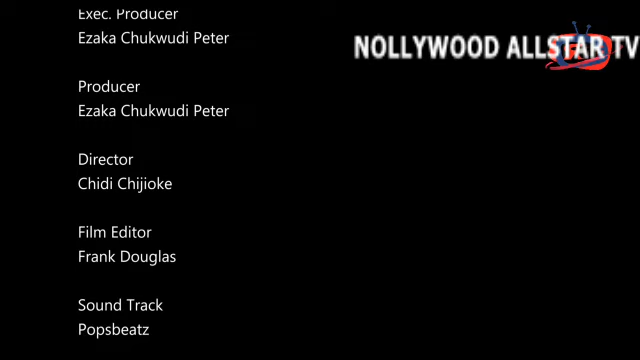 Exec. Producer
Ezaka Chukwudi Peter
NOLLYWOOD ALLSTAR TV
Producer
Ezaka Chukwudi Peter
Director
Chidi Chijioke
Film Editor
Frank Douglas
Sound Track
Popsbeatz